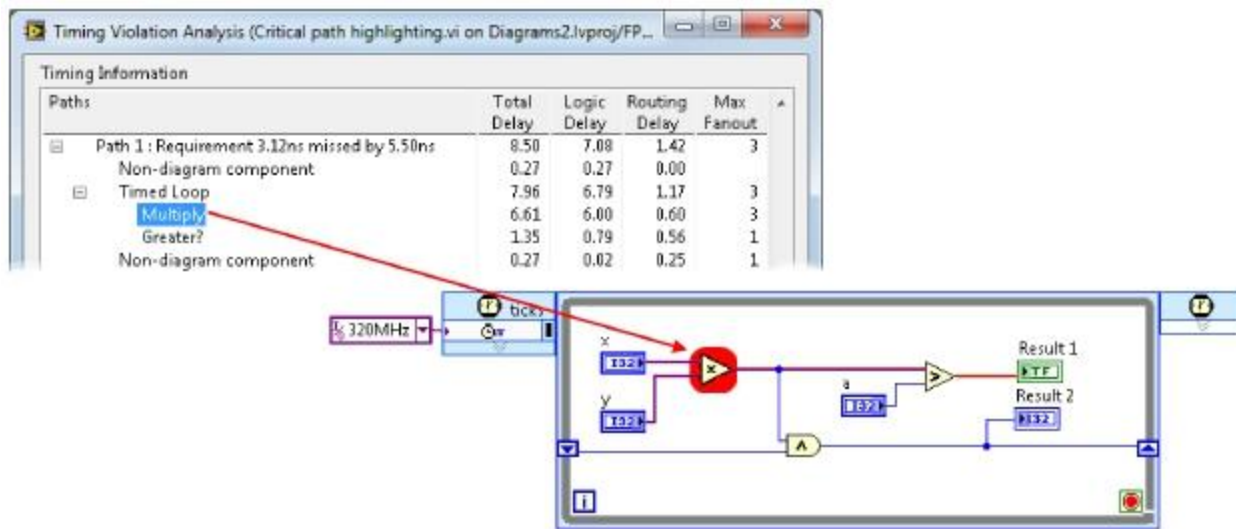 Timing Violation Analysis (Critical path highlighting.vi on Diagrams2.lvproj/FP...
Timing Information
Paths Total Delay Logic Delay Routing Delay Max Fanout
Path 1 : Requirement 3.12ns missed by 5.50ns 8.50 7.08 1.42 3
Non-diagram component 0.27 0.27 0.00
Timed Loop 7.96 6.79 1.17 3
Multiply 6.61 6.00 0.60 3
Greater? 1.35 0.79 0.56 1
Non-diagram component 0.27 0.02 0.25 1
320MHz
ticks
x
I32
y
I32
a
I32
Result 1
TF
Result 2
I32
i